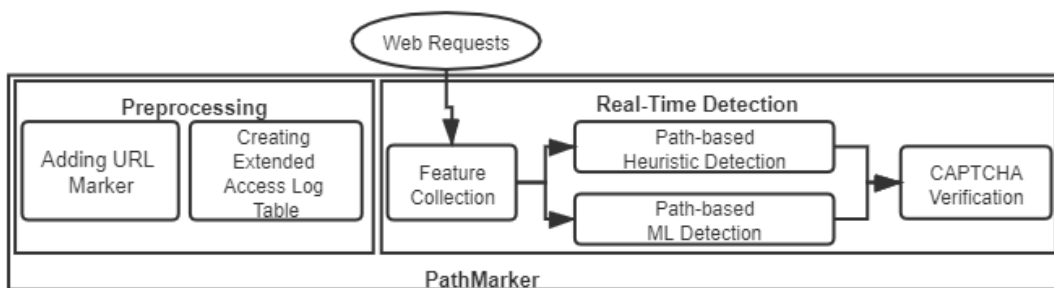 Web Requests
Preprocessing
Adding URL
Marker
Creating
Extended
Access Log
Table
Real-Time Detection
Feature
Collection
Path-based
Heuristic Detection
Path-based
ML Detection
CAPTCHA
Verification
PathMarker